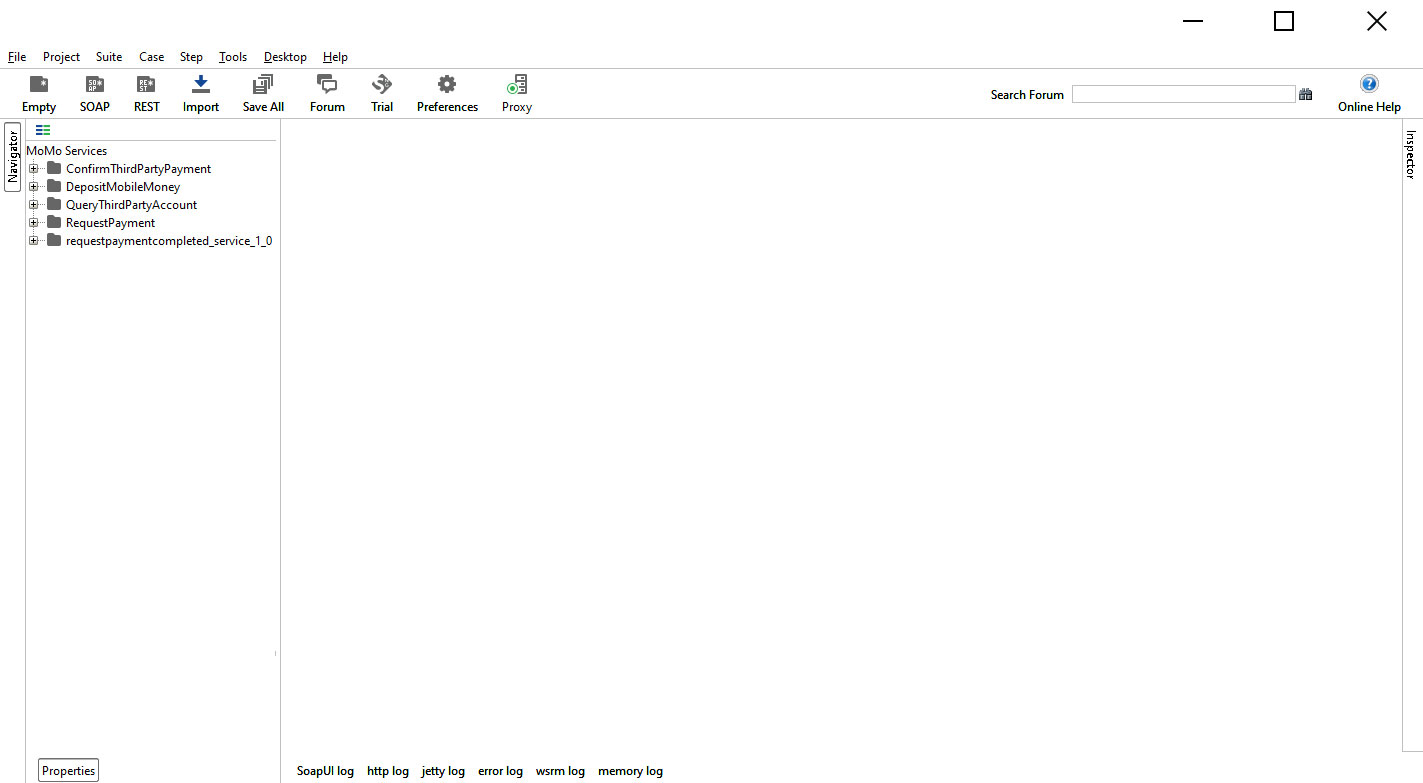 File Project Suite Case Step Tools Desktop Help
Empty SOAP REST Import Save All Forum Trial Preferences Proxy
Search Forum
Online Help
Navigator
MoMo Services
ConfirmThirdPartyPayment
DepositMobileMoney
QueryThirdPartyAccount
RequestPayment
requestpaymentcompleted_service_1_0
Inspector
Properties
SoapUI log http log jetty log error log wsrm log memory log